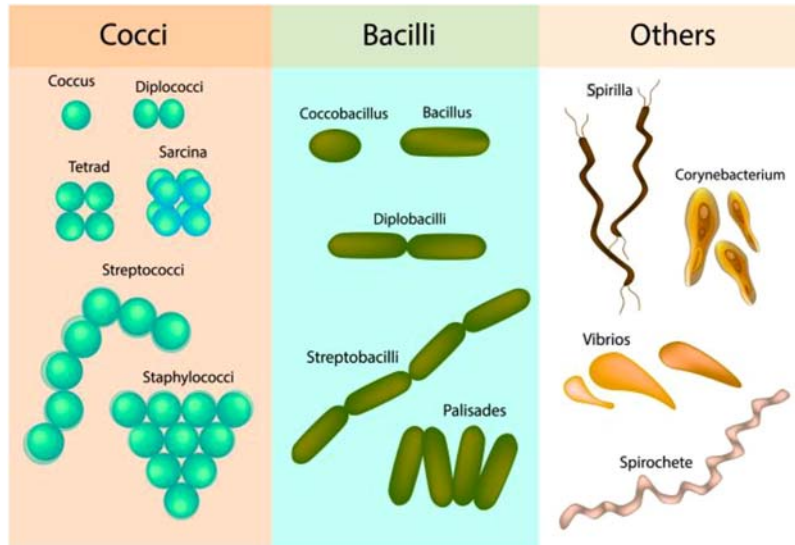 Cocci
Bacilli
Others
Coccus
Diplococci
Tetrad
Sarcina
Streptococci
Staphylococci
Coccobacillus
Bacillus
Diplobacilli
Streptobacilli
Palisades
Spirilla
Corynebacterium
Vibrios
Spirochete